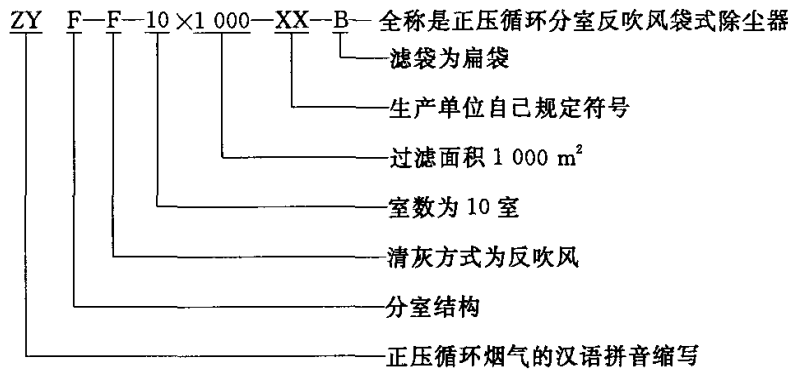 ZY F—F—10×1 000—XX—B— 全称是正压循环分室反吹风袋式除尘器
滤袋为扁袋
生产单位自己规定符号
过滤面积 1 000 m²
室数为 10 室
清灰方式为反吹风
分室结构
正压循环烟气的汉语拼音缩写